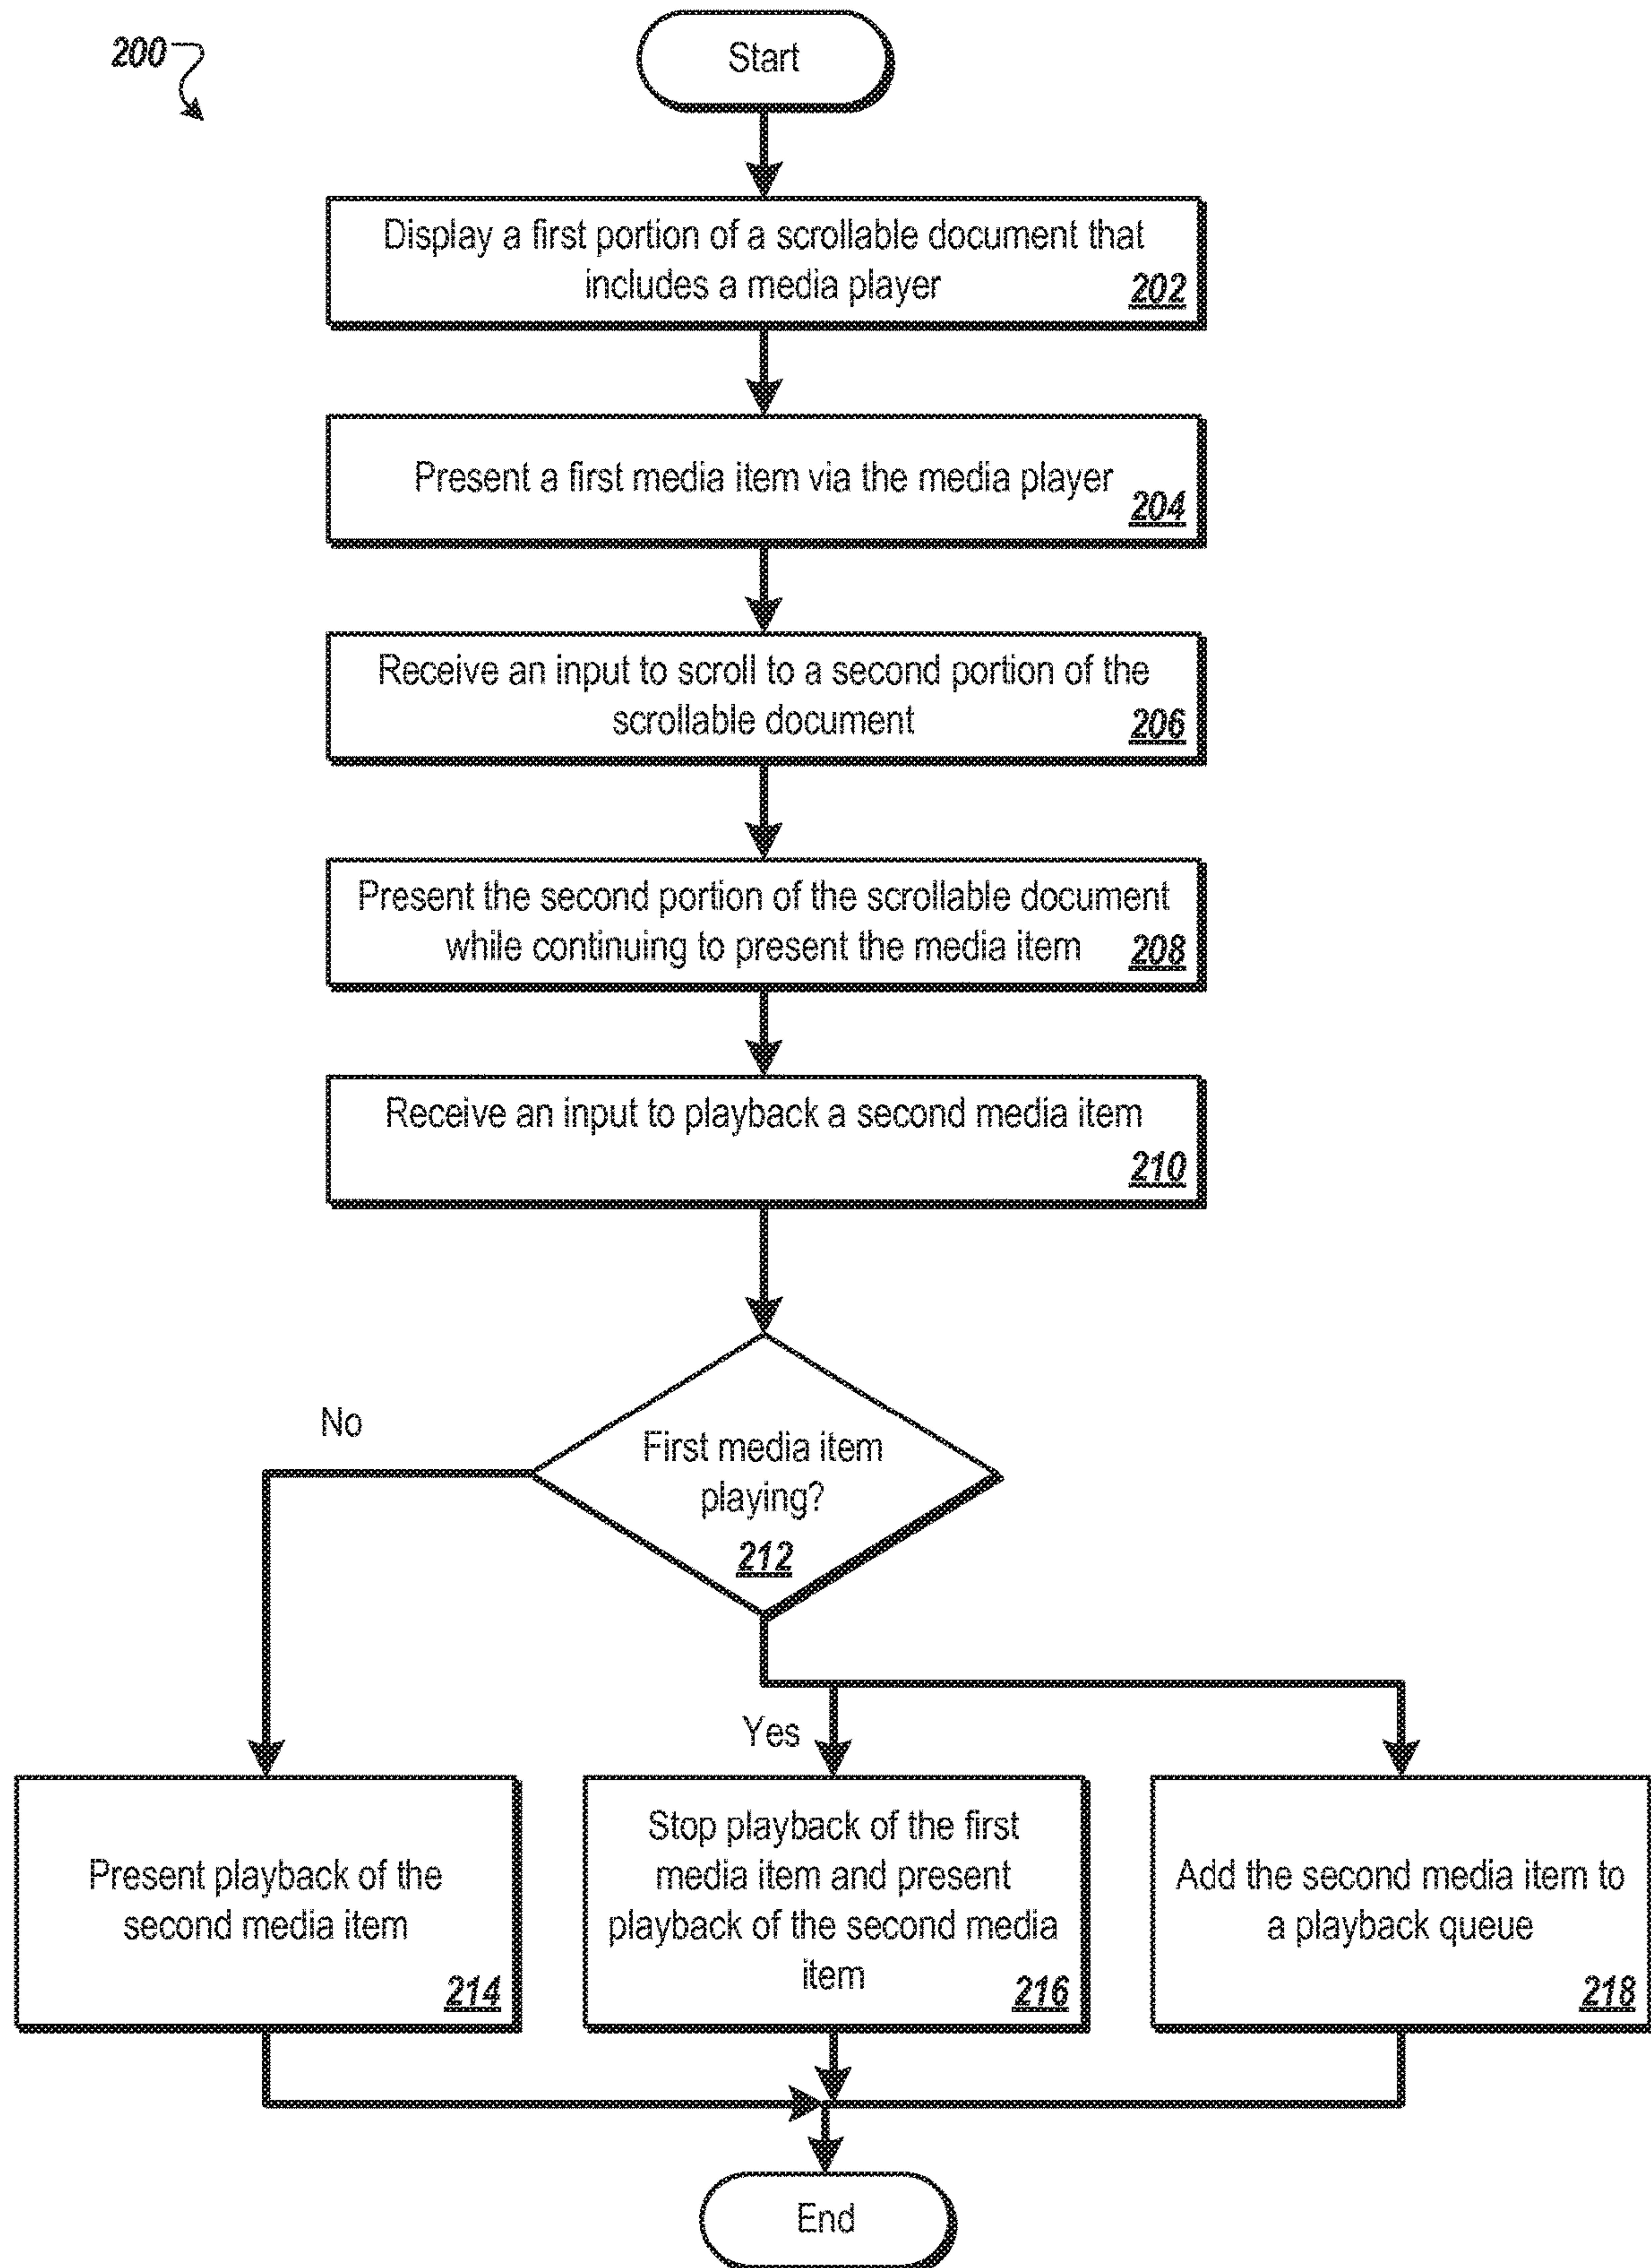 200
Start
Display a first portion of a scrollable document that
includes a media player
202
Present a first media item via the media player
204
Receive an input to scroll to a second portion of the
scrollable document
206
Present the second portion of the scrollable document
while continuing to present the media item
208
Receive an input to playback a second media item
210
No
First media item
playing?
212
Yes
Present playback of the
second media item
214
Stop playback of the first
media item and present
playback of the second media
item
216
Add the second media item to
a playback queue
218
End